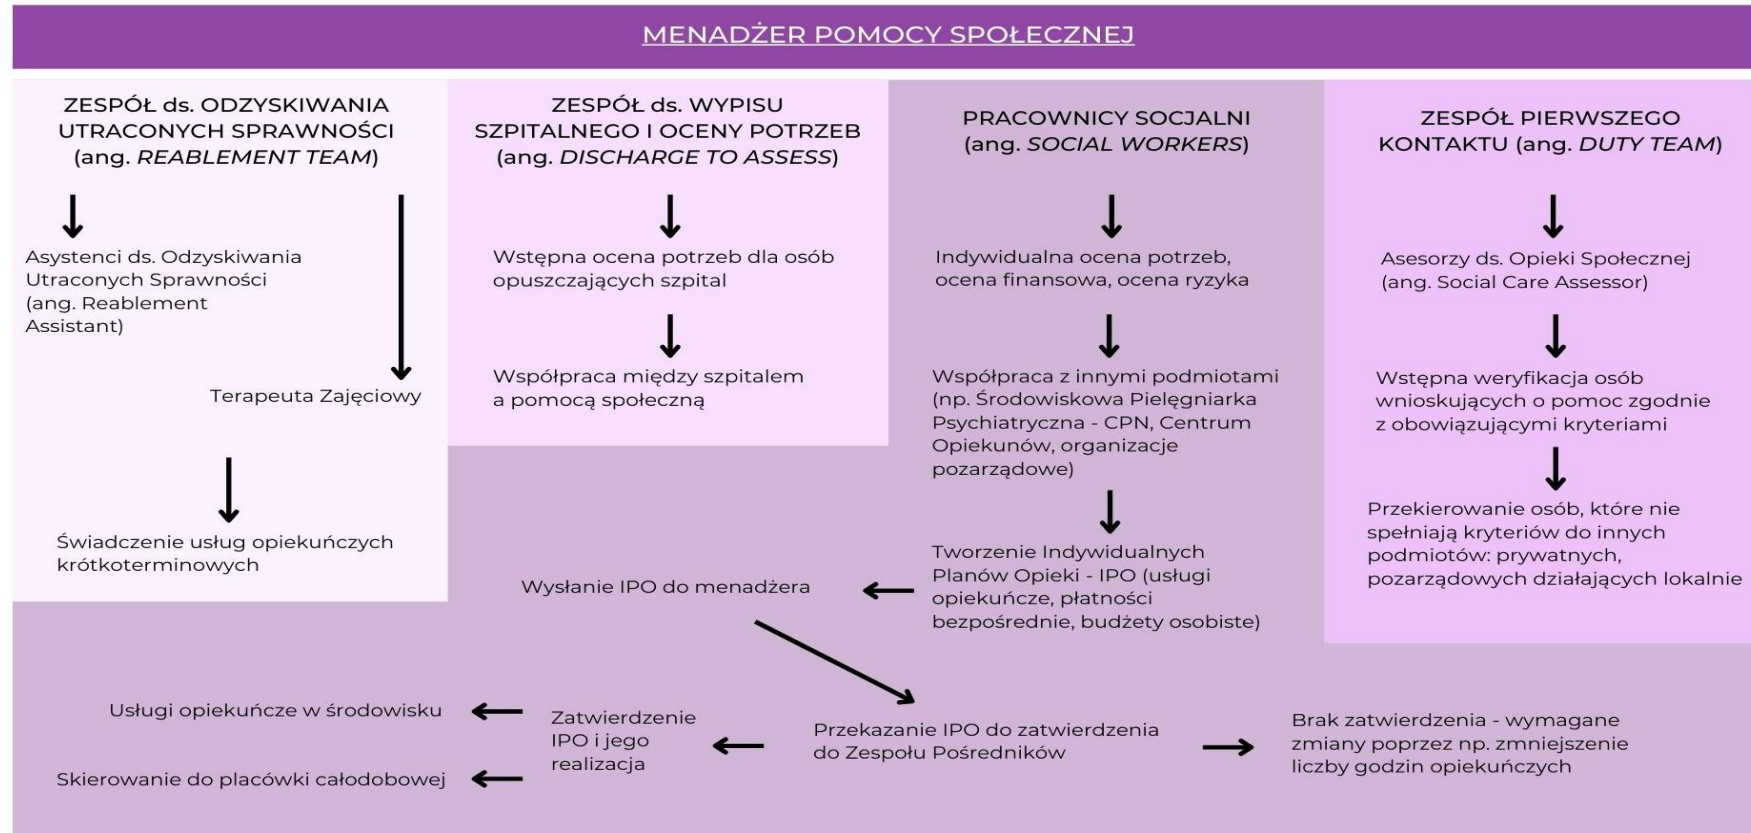 MENADŻER POMOCY SPOŁECZNEJ
ZESPÓŁ ds. ODZYSKIWANIA
UTRACONYCH SPRAWNOŚCI
(ang. REABLEMENT TEAM)
Asystenci ds. Odzyskiwania
Utraconych Sprawności
(ang. Reablement
Assistant)
Terapeuta Zajęciowy
Świadczenie usług opiekuńczych
krótkoterminowych
ZESPÓŁ ds. WYPISU
SZPITALNEGO I OCENY POTRZEB
(ang. DISCHARGE TO ASSESS)
Wstępna ocena potrzeb dla osób
opuszczających szpital
Współpraca między szpitalem
a pomocą społeczną
PRACOWNICY SOCJALNI
(ang. SOCIAL WORKERS)
Indywidualna ocena potrzeb,
ocena finansowa, ocena ryzyka
Współpraca z innymi podmiotami
(np. Środowiskowa Pielęgniarka
Psychiatryczna - CPN, Centrum
Opiekunów, organizacje
pozarządowe)
Tworzenie Indywidualnych
Planów Opieki - IPO (usługi
opiekuńcze, płatności
bezpośrednie, budżety osobiste)
ZESPÓŁ PIERWSZEGO
KONTAKTU (ang. DUTY TEAM)
Asesorzy ds. Opieki Społecznej
(ang. Social Care Assessor)
Wstępna weryfikacja osób
wnioskujących o pomoc zgodnie
z obowiązującymi kryteriami
Przekierowanie osób, które nie
spełniają kryteriów do innych
podmiotów: prywatnych,
pozarządowych działających lokalnie
Wysłanie IPO do menadżera
Przekazanie IPO do zatwierdzenia
do Zespołu Pośredników
Zatwierdzenie
IPO i jego
realizacja
Usługi opiekuńcze w środowisku
Skierowanie do placówki całodobowej
Brak zatwierdzenia - wymagane
zmiany poprzez np. zmniejszenie
liczby godzin opiekuńczych